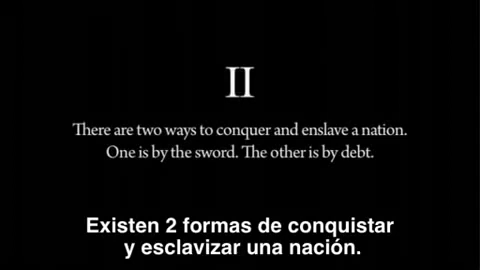 II
There are two ways to conquer and enslave a nation.
One is by the sword. The other is by debt.
Existen 2 formas de conquistar
y esclavizar una nación.